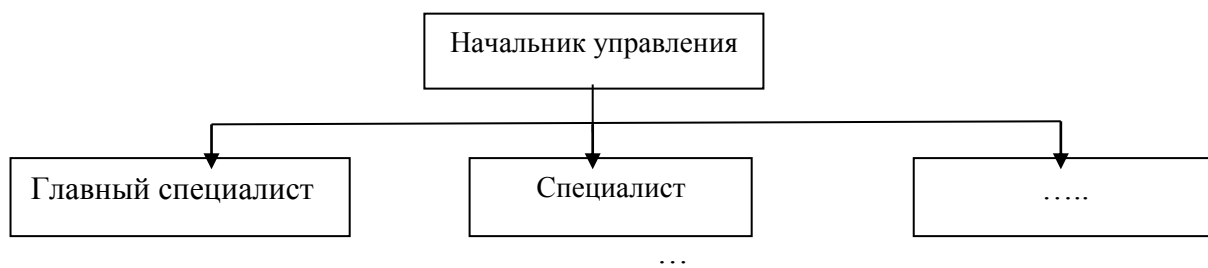 Начальник управления
Главный специалист
Специалист
…..
…